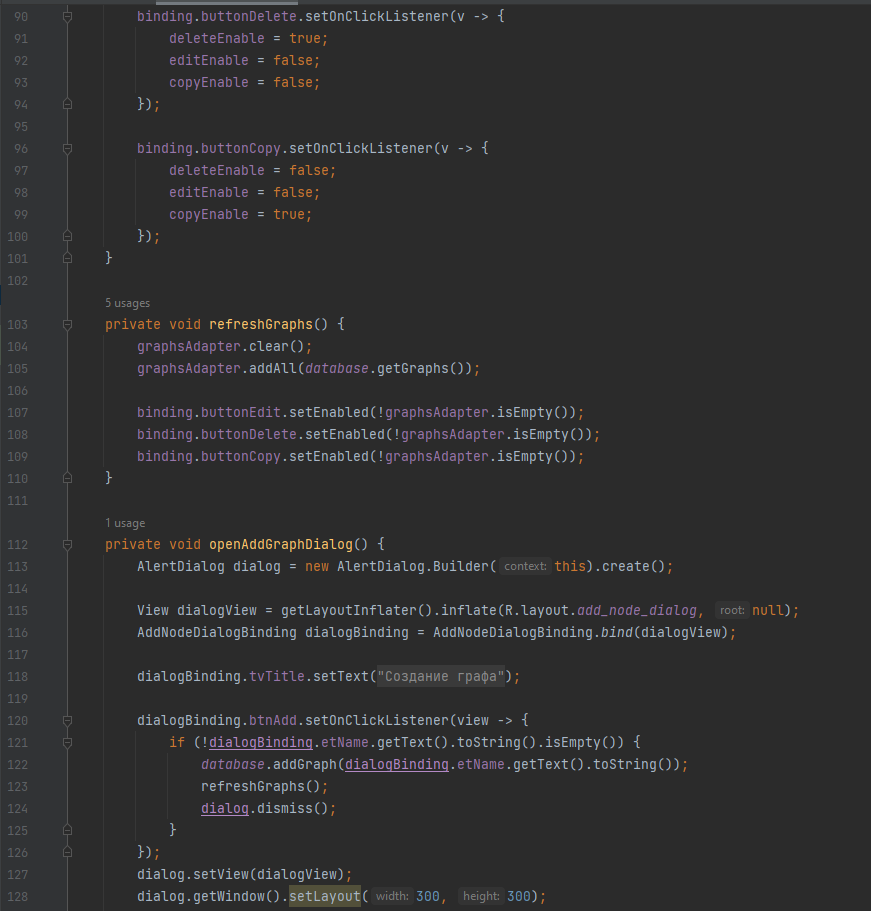 90 binding.buttonDelete.setOnClickListener(v -> {
91 deleteEnable = true;
92 editEnable = false;
93 copyEnable = false;
94 });
95
96 binding.buttonCopy.setOnClickListener(v -> {
97 deleteEnable = false;
98 editEnable = false;
99 copyEnable = true;
100 });
101 }
102
5 usages
103 private void refreshGraphs() {
104 graphsAdapter.clear();
105 graphsAdapter.addAll(database.getGraphs());
106
107 binding.buttonEdit.setEnabled(!graphsAdapter.isEmpty());
108 binding.buttonDelete.setEnabled(!graphsAdapter.isEmpty());
109 binding.buttonCopy.setEnabled(!graphsAdapter.isEmpty());
110 }
111
1 usage
112 private void openAddGraphDialog() {
113 AlertDialog dialog = new AlertDialog.Builder( context: this).create();
114
115 View dialogView = getLayoutInflater().inflate(R.layout.add_node_dialog, root: null);
116 AddNodeDialogBinding dialogBinding = AddNodeDialogBinding.bind(dialogView);
117
118 dialogBinding.tvTitle.setText("Создание графа");
119
120 dialogBinding.btnAdd.setOnClickListener(view -> {
121 if (!dialogBinding.etName.getText().toString().isEmpty()) {
122 database.addGraph(dialogBinding.etName.getText().toString());
123 refreshGraphs();
124 dialog.dismiss();
125 }
126 });
127 dialog.setView(dialogView);
128 dialog.getWindow().setLayout( width: 300, height: 300);